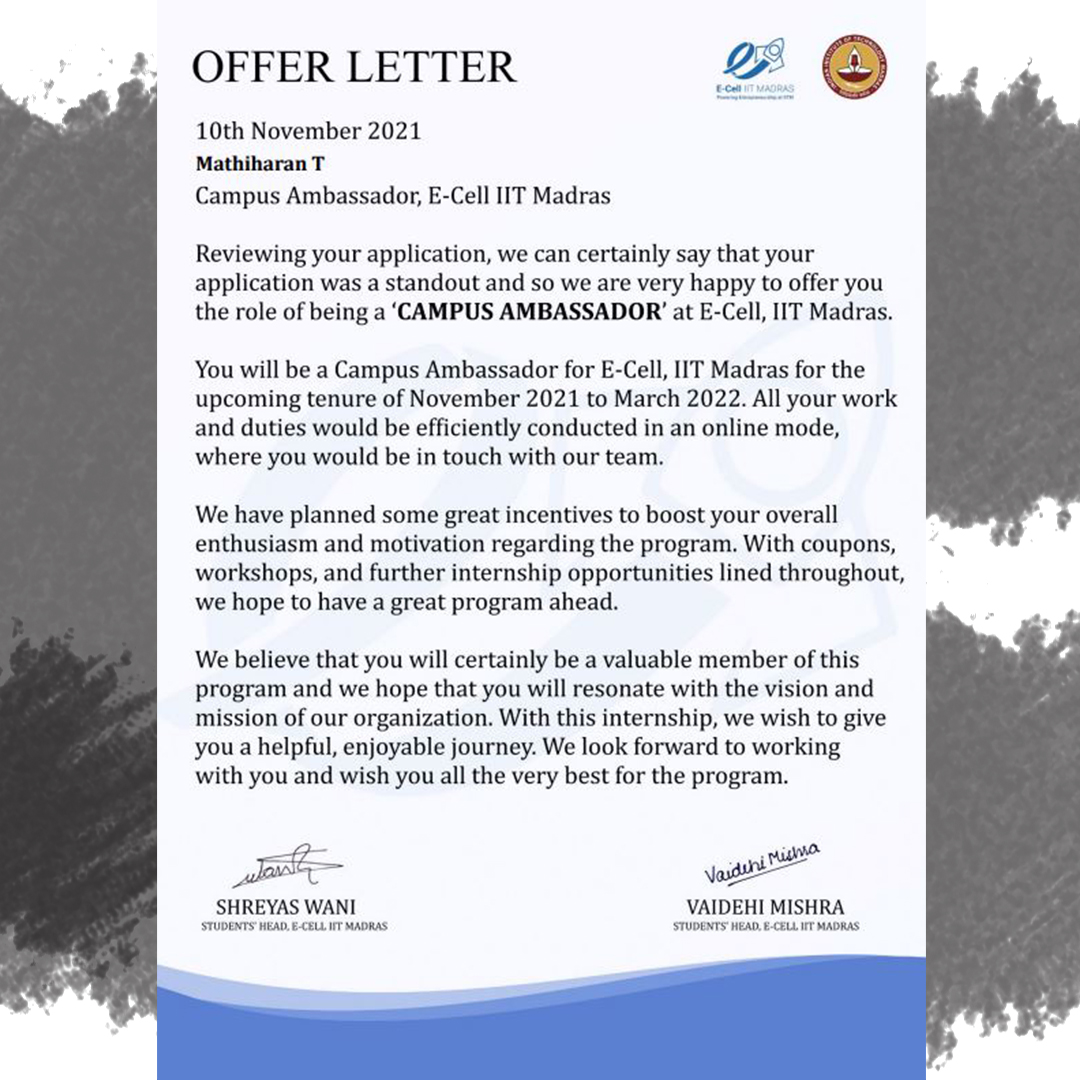 OFFER LETTER
E-Cell IIT MADRAS
Powering Entrepreneurship at IITM
10th November 2021
Mathiharan T
Campus Ambassador, E-Cell IIT Madras
Reviewing your application, we can certainly say that your
application was a standout and so we are very happy to offer you
the role of being a ‘CAMPUS AMBASSADOR’ at E-Cell, IIT Madras.
You will be a Campus Ambassador for E-Cell, IIT Madras for the
upcoming tenure of November 2021 to March 2022. All your work
and duties would be efficiently conducted in an online mode,
where you would be in touch with our team.
We have planned some great incentives to boost your overall
enthusiasm and motivation regarding the program. With coupons,
workshops, and further internship opportunities lined throughout,
we hope to have a great program ahead.
We believe that you will certainly be a valuable member of this
program and we hope that you will resonate with the vision and
mission of our organization. With this internship, we wish to give
you a helpful, enjoyable journey. We look forward to working
with you and wish you all the very best for the program.
Vaidehi Mishra
SHREYAS WANI
STUDENTS' HEAD, E-CELL IIT MADRAS
VAIDEHI MISHRA
STUDENTS' HEAD, E-CELL IIT MADRAS